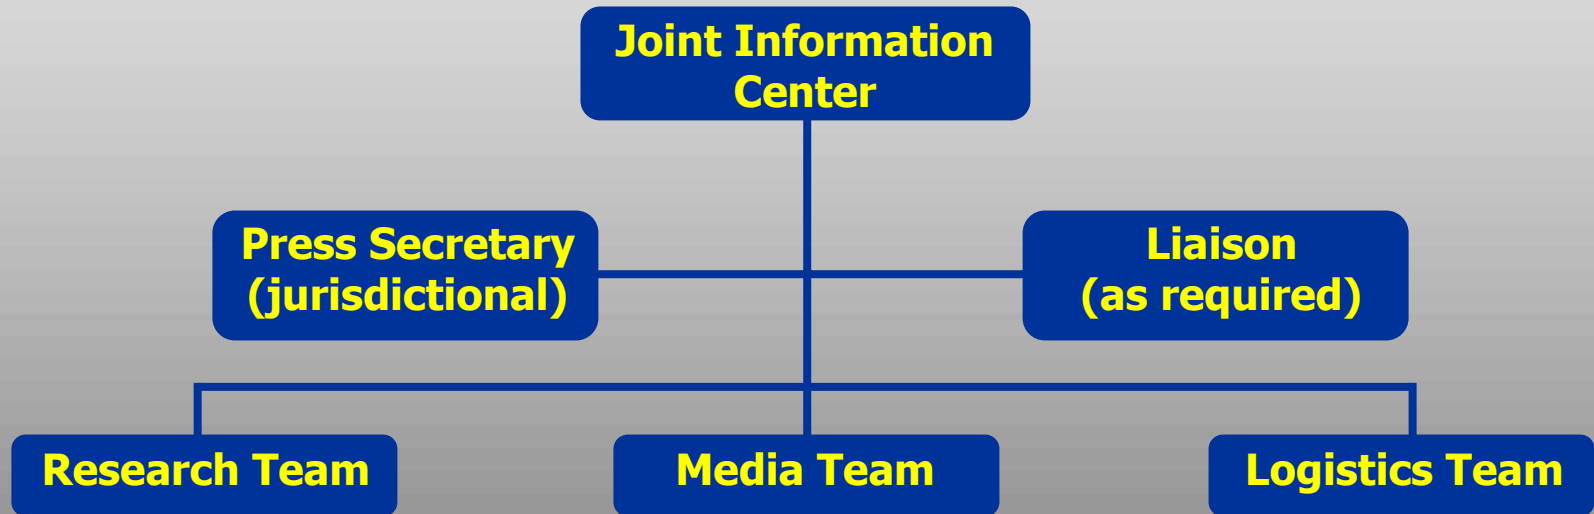 Joint Information
Center
Press Secretary
(jurisdictional)
Liaison
(as required)
Research Team
Media Team
Logistics Team